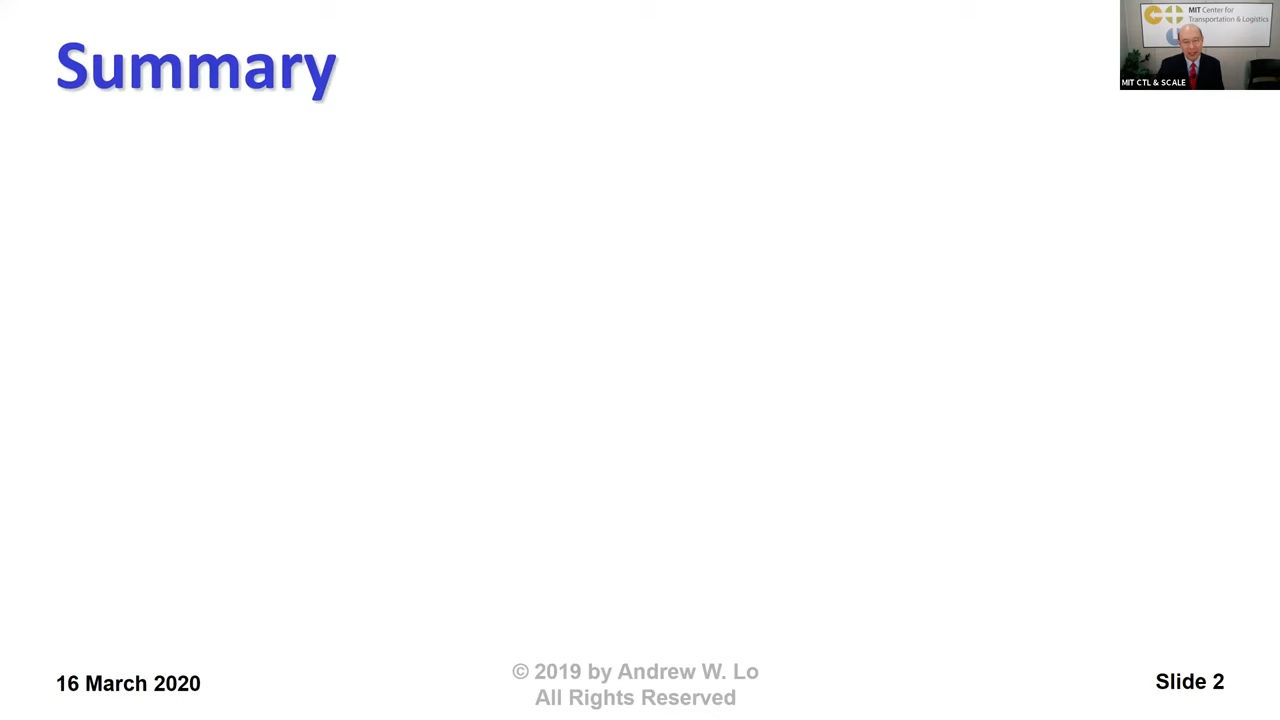 Summary
MIT Center for
Transportation & Logistics
MIT CTL & SCALE
16 March 2020
© 2019 by Andrew W. Lo
All Rights Reserved
Slide 2